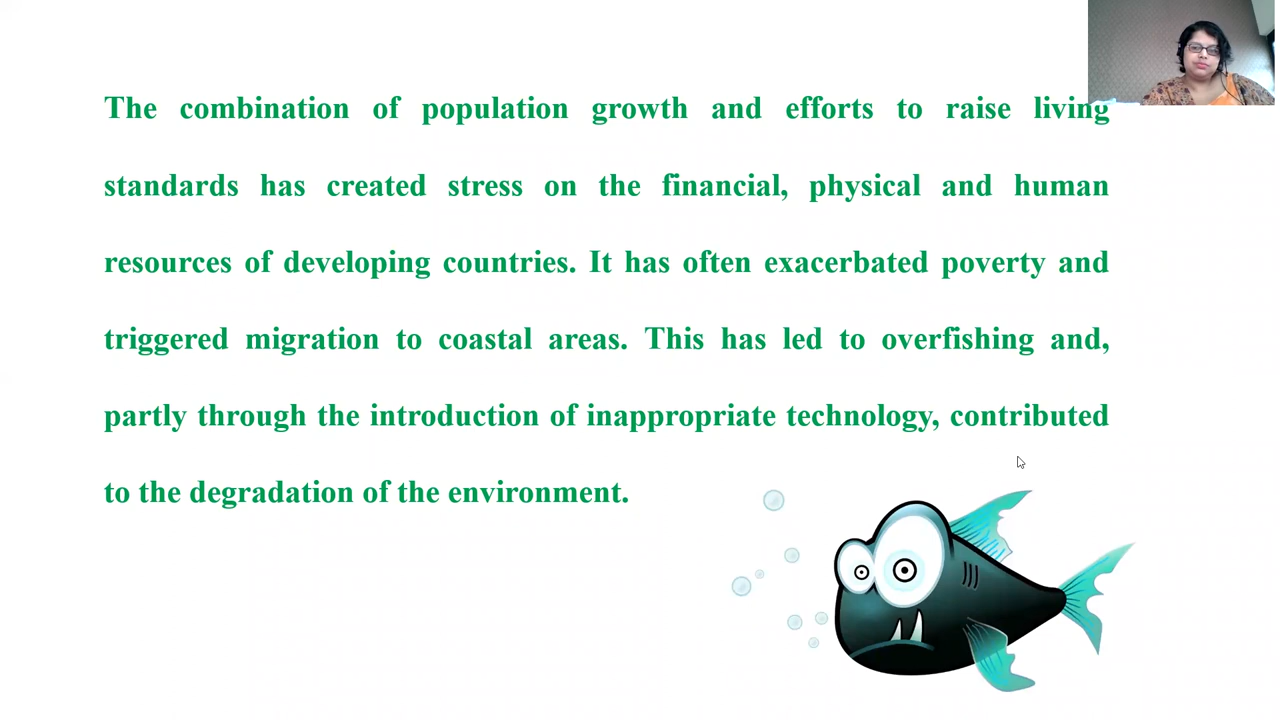 The combination of population growth and efforts to raise living
standards has created stress on the financial, physical and human
resources of developing countries. It has often exacerbated poverty and
triggered migration to coastal areas. This has led to overfishing and,
partly through the introduction of inappropriate technology, contributed
to the degradation of the environment.